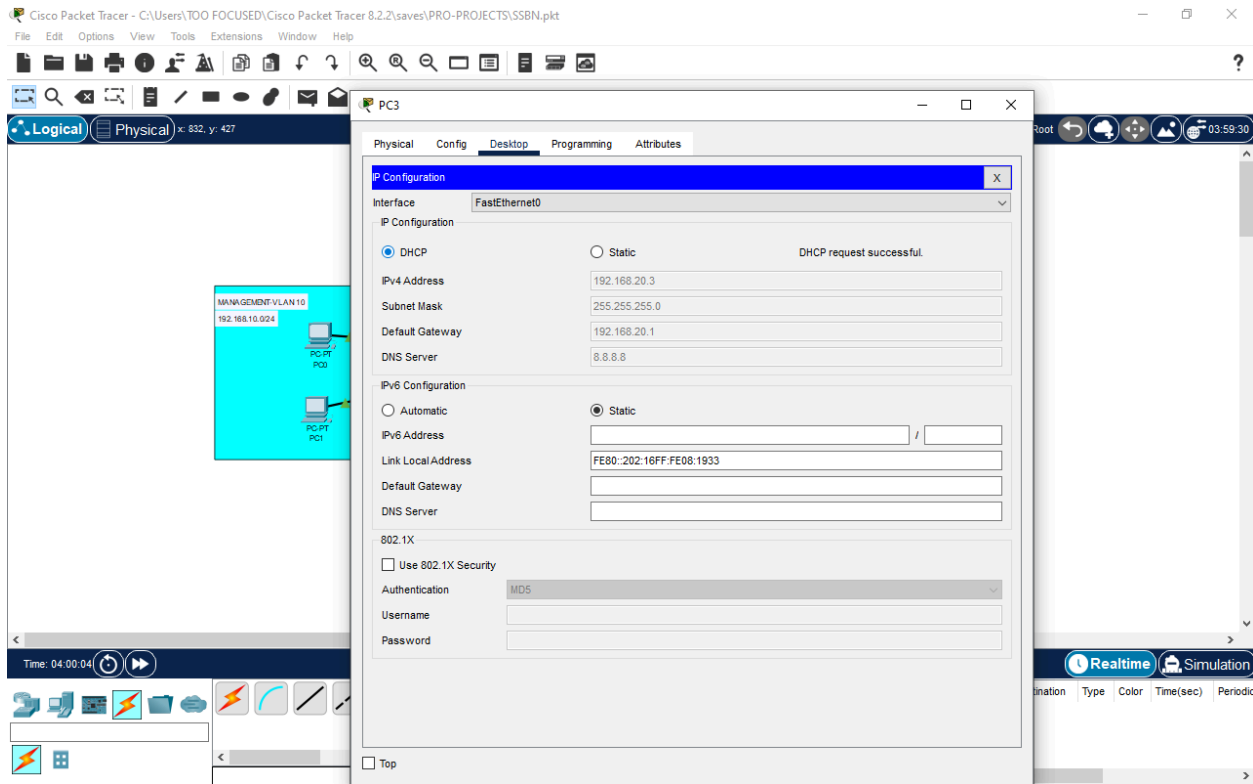 Cisco Packet Tracer - C:\Users\TOO FOCUSED\Cisco Packet Tracer 8.2.2\saves\PRO-PROJECTS\SSBN.pkt
File Edit Options View Tools Extensions Window Help
?
PC3
Logical Physical x: 832, y: 427
Root 03:59:30
Physical Config Desktop Programming Attributes
IP Configuration X
Interface FastEthernet0
IP Configuration
DHCP Static DHCP request successful.
IPv4 Address 192.168.20.3
Subnet Mask 255.255.255.0
Default Gateway 192.168.20.1
DNS Server 8.8.8.8
IPv6 Configuration
Automatic Static
IPv6 Address /
Link Local Address FE80::202:16FF:FE08:1933
Default Gateway
DNS Server
802.1X
Use 802.1X Security
Authentication MD5
Username
Password
Top
MANAGEMENT-VLAN 10
192.168.10.0/24
PC-PT
PC0
PC-PT
PC1
Time: 04:00:04
Realtime Simulation
ination Type Color Time(sec) Periodic